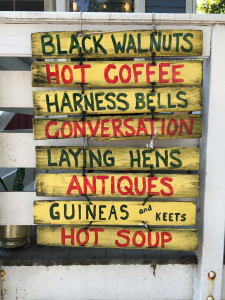 BLACK WALNUTS
HOT COFFEE
HARNESS BELLS
CONVERSATION
LAYING HENS
ANTIQUES
GUINEAS and KEETS
HOT SOUP